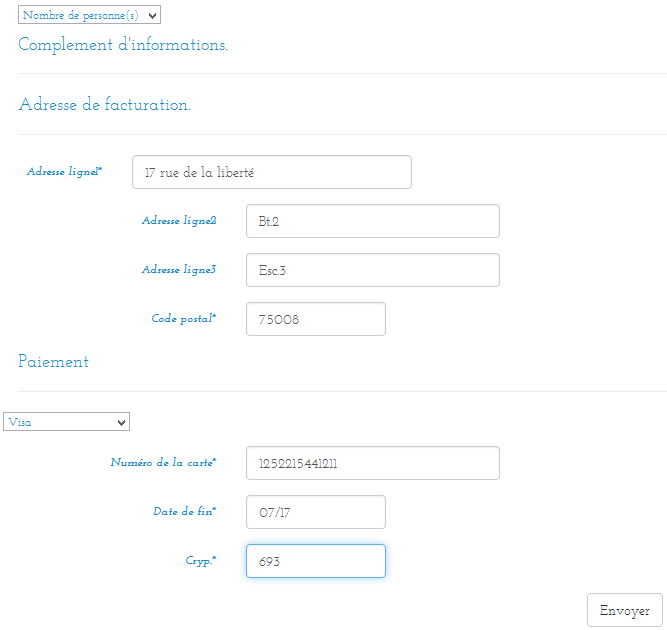 Nombre de personne(s)
Complement d'informations.
Adresse de facturation.
Adresse ligne1* 17 rue de la liberté
Adresse ligne2 Bt.2
Adresse ligne3 Esc.3
Code postal* 75008
Paiement
Visa
Numéro de la carte* 1252215441211
Date de fin* 07/17
Cryp.* 693
Envoyer